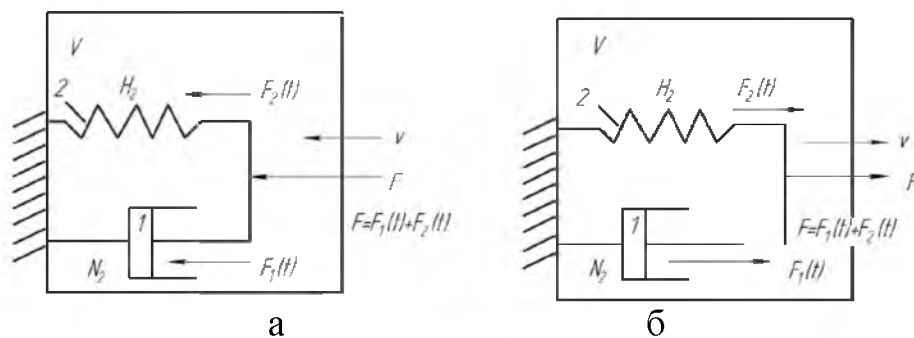 V
2
H₂
F₂(t)
v
F
F=F₁(t)+F₂(t)
1
N₂
F₁(t)
а
V
2
H₂
F₂(t)
v
F
F=F₁(t)+F₂(t)
1
N₂
F₁(t)
б